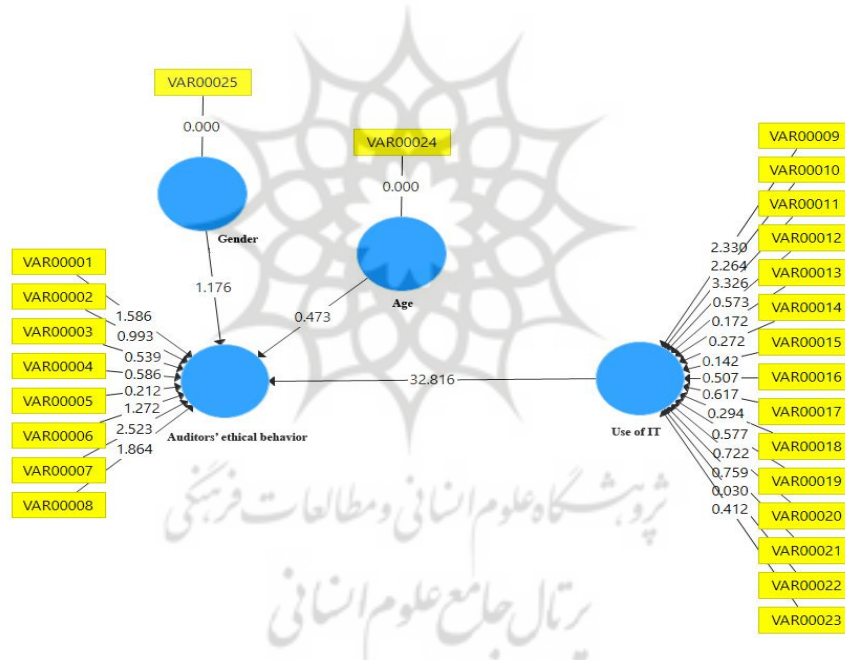 VAR00025
0.000
VAR00024
0.000
Gender
Age
1.176
0.473
VAR00001
VAR00002
VAR00003
VAR00004
VAR00005
VAR00006
VAR00007
VAR00008
1.586
0.993
0.539
0.586
0.212
1.272
2.523
1.864
Auditors' ethical behavior
32.816
Use of IT
2.330
2.264
3.326
0.573
0.172
0.272
0.142
0.507
0.617
0.294
0.577
0.722
0.759
0.030
0.412
VAR00009
VAR00010
VAR00011
VAR00012
VAR00013
VAR00014
VAR00015
VAR00016
VAR00017
VAR00018
VAR00019
VAR00020
VAR00021
VAR00022
VAR00023
پژوهشگاه علوم انسانی و مطالعات فرهنگی
پرتال جامع علوم انسانی